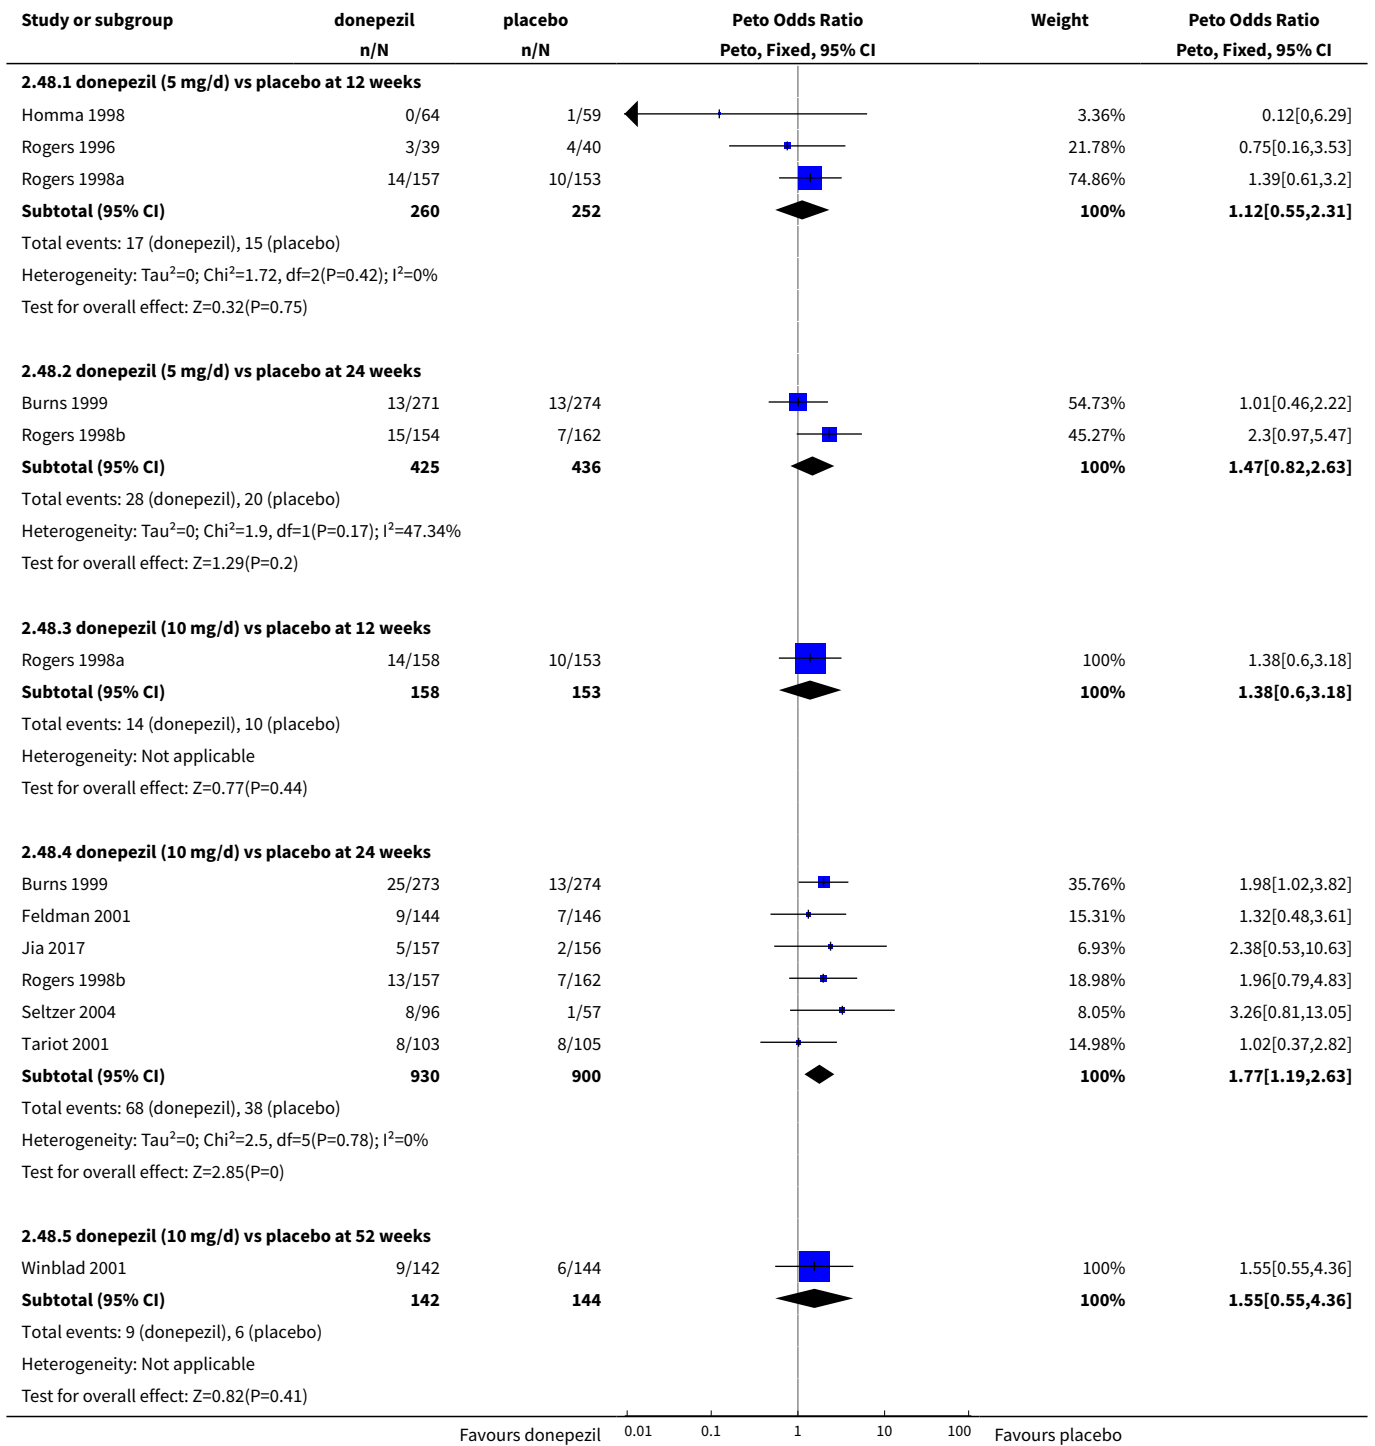 Study or subgroup donepezil placebo Peto Odds Ratio Weight Peto Odds Ratio
n/N n/N Peto, Fixed, 95% CI Peto, Fixed, 95% CI
2.48.1 donepezil (5 mg/d) vs placebo at 12 weeks
Homma 1998 0/64 1/59 3.36% 0.12[0,6.29]
Rogers 1996 3/39 4/40 21.78% 0.75[0.16,3.53]
Rogers 1998a 14/157 10/153 74.86% 1.39[0.61,3.2]
Subtotal (95% CI) 260 252 100% 1.12[0.55,2.31]
Total events: 17 (donepezil), 15 (placebo)
Heterogeneity: Tau²=0; Chi²=1.72, df=2(P=0.42); I²=0%
Test for overall effect: Z=0.32(P=0.75)
2.48.2 donepezil (5 mg/d) vs placebo at 24 weeks
Burns 1999 13/271 13/274 54.73% 1.01[0.46,2.22]
Rogers 1998b 15/154 7/162 45.27% 2.3[0.97,5.47]
Subtotal (95% CI) 425 436 100% 1.47[0.82,2.63]
Total events: 28 (donepezil), 20 (placebo)
Heterogeneity: Tau²=0; Chi²=1.9, df=1(P=0.17); I²=47.34%
Test for overall effect: Z=1.29(P=0.2)
2.48.3 donepezil (10 mg/d) vs placebo at 12 weeks
Rogers 1998a 14/158 10/153 100% 1.38[0.6,3.18]
Subtotal (95% CI) 158 153 100% 1.38[0.6,3.18]
Total events: 14 (donepezil), 10 (placebo)
Heterogeneity: Not applicable
Test for overall effect: Z=0.77(P=0.44)
2.48.4 donepezil (10 mg/d) vs placebo at 24 weeks
Burns 1999 25/273 13/274 35.76% 1.98[1.02,3.82]
Feldman 2001 9/144 7/146 15.31% 1.32[0.48,3.61]
Jia 2017 5/157 2/156 6.93% 2.38[0.53,10.63]
Rogers 1998b 13/157 7/162 18.98% 1.96[0.79,4.83]
Seltzer 2004 8/96 1/57 8.05% 3.26[0.81,13.05]
Tariot 2001 8/103 8/105 14.98% 1.02[0.37,2.82]
Subtotal (95% CI) 930 900 100% 1.77[1.19,2.63]
Total events: 68 (donepezil), 38 (placebo)
Heterogeneity: Tau²=0; Chi²=2.5, df=5(P=0.78); I²=0%
Test for overall effect: Z=2.85(P=0)
2.48.5 donepezil (10 mg/d) vs placebo at 52 weeks
Winblad 2001 9/142 6/144 100% 1.55[0.55,4.36]
Subtotal (95% CI) 142 144 100% 1.55[0.55,4.36]
Total events: 9 (donepezil), 6 (placebo)
Heterogeneity: Not applicable
Test for overall effect: Z=0.82(P=0.41)
Favours donepezil 0.01 0.1 1 10 100 Favours placebo